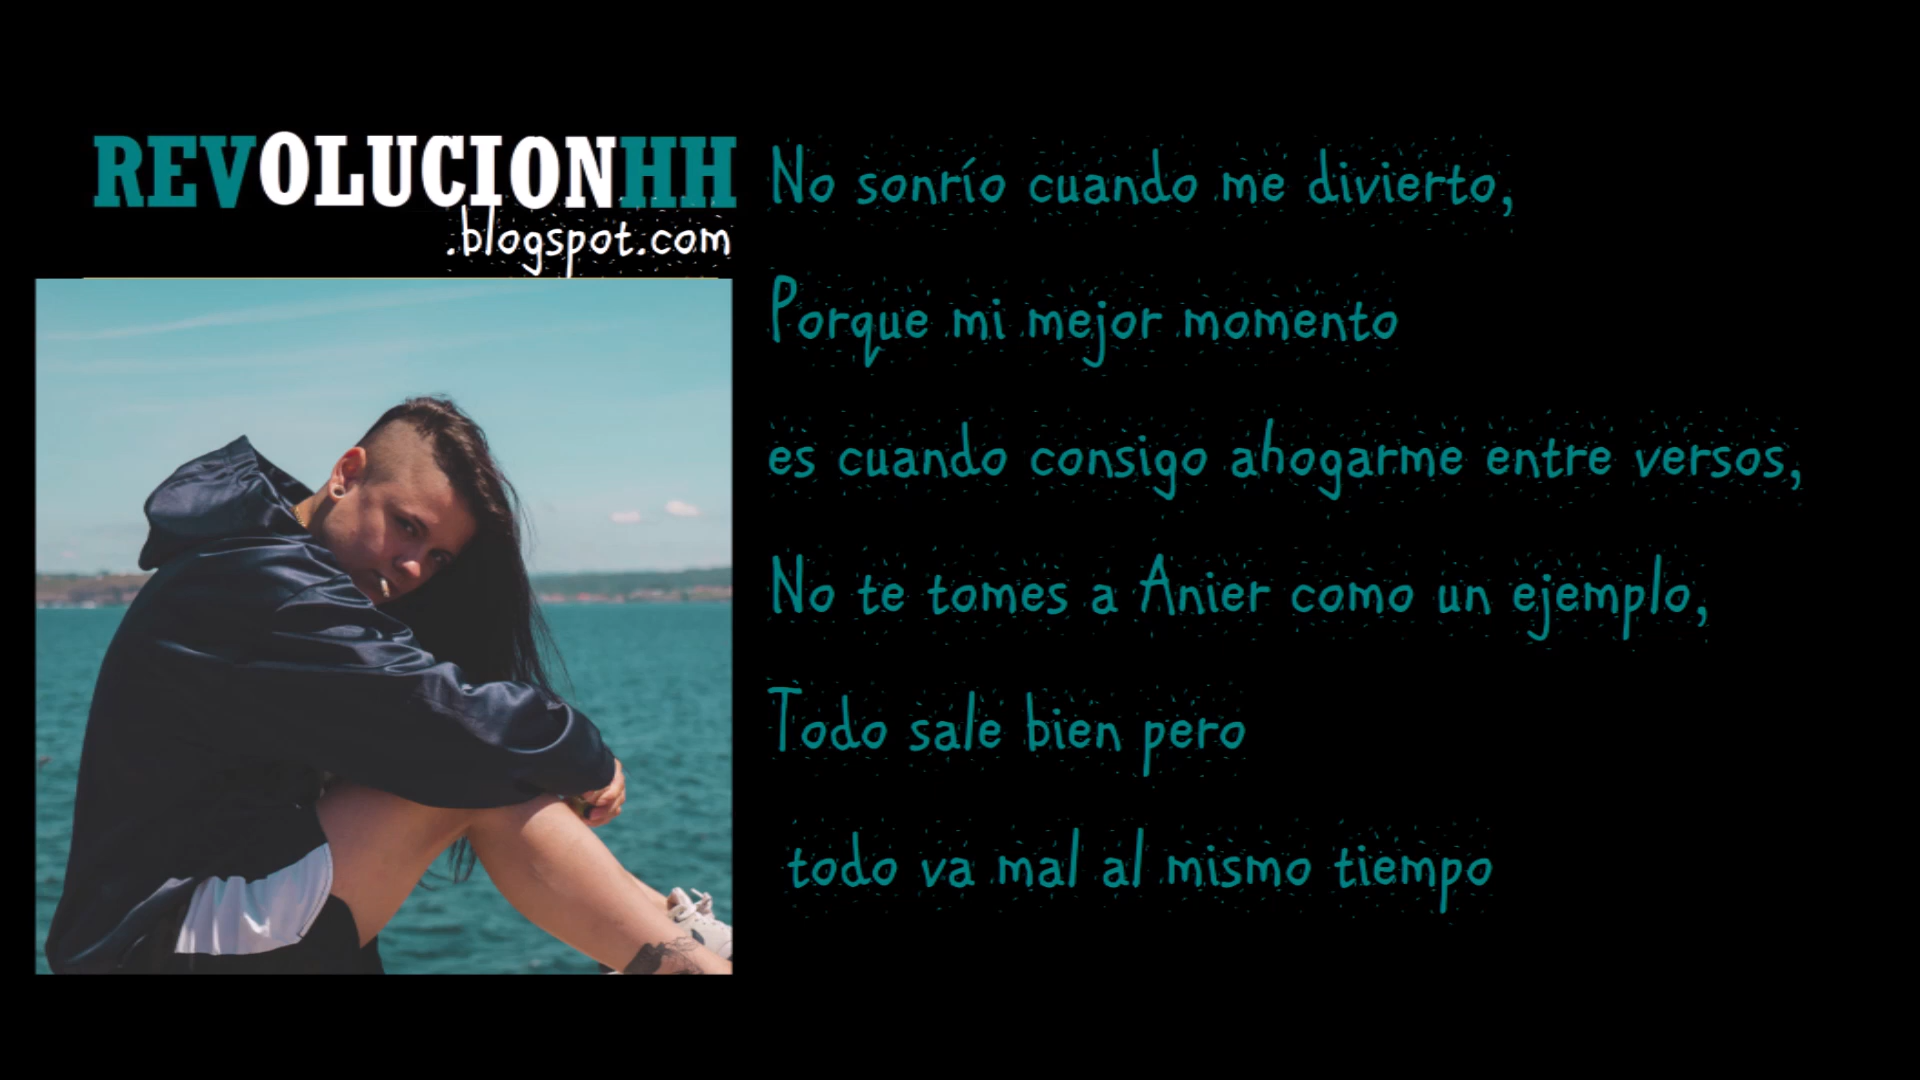 REVOLUCIONHH
.blogspot.com
No sonrío cuando me divierto,
Porque mi mejor momento
es cuando consigo ahogarme entre versos,
No te tomes a Anier como un ejemplo,
Todo sale bien pero
todo va mal al mismo tiempo